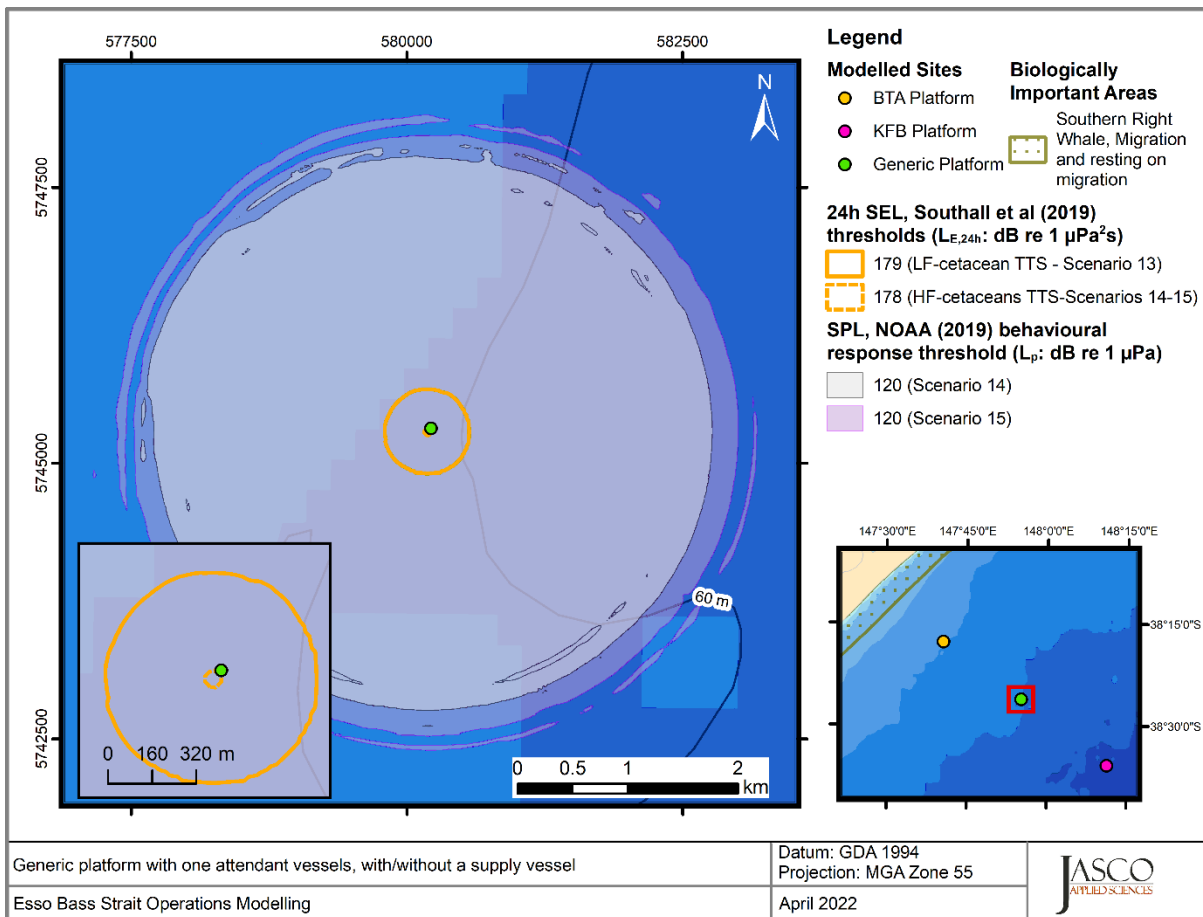 577500
580000
582500
5747500
5745000
5742500
N
60 m
0 160 320 m
0 0.5 1 2
km
Legend
Modelled Sites
BTA Platform
KFB Platform
Generic Platform
Biologically
Important Areas
Southern Right
Whale, Migration
and resting on
migration
24h SEL, Southall et al (2019)
thresholds (LE,24h: dB re 1 µPa²s)
179 (LF-cetacean TTS - Scenario 13)
178 (HF-cetaceans TTS-Scenarios 14-15)
SPL, NOAA (2019) behavioural
response threshold (Lp: dB re 1 µPa)
120 (Scenario 14)
120 (Scenario 15)
147°30'0"E 147°45'0"E 148°0'0"E 148°15'0"E
38°15'0"S
38°30'0"S
Generic platform with one attendant vessels, with/without a supply vessel
Datum: GDA 1994
Projection: MGA Zone 55
Esso Bass Strait Operations Modelling
April 2022
JASCO
APPLIED SCIENCES